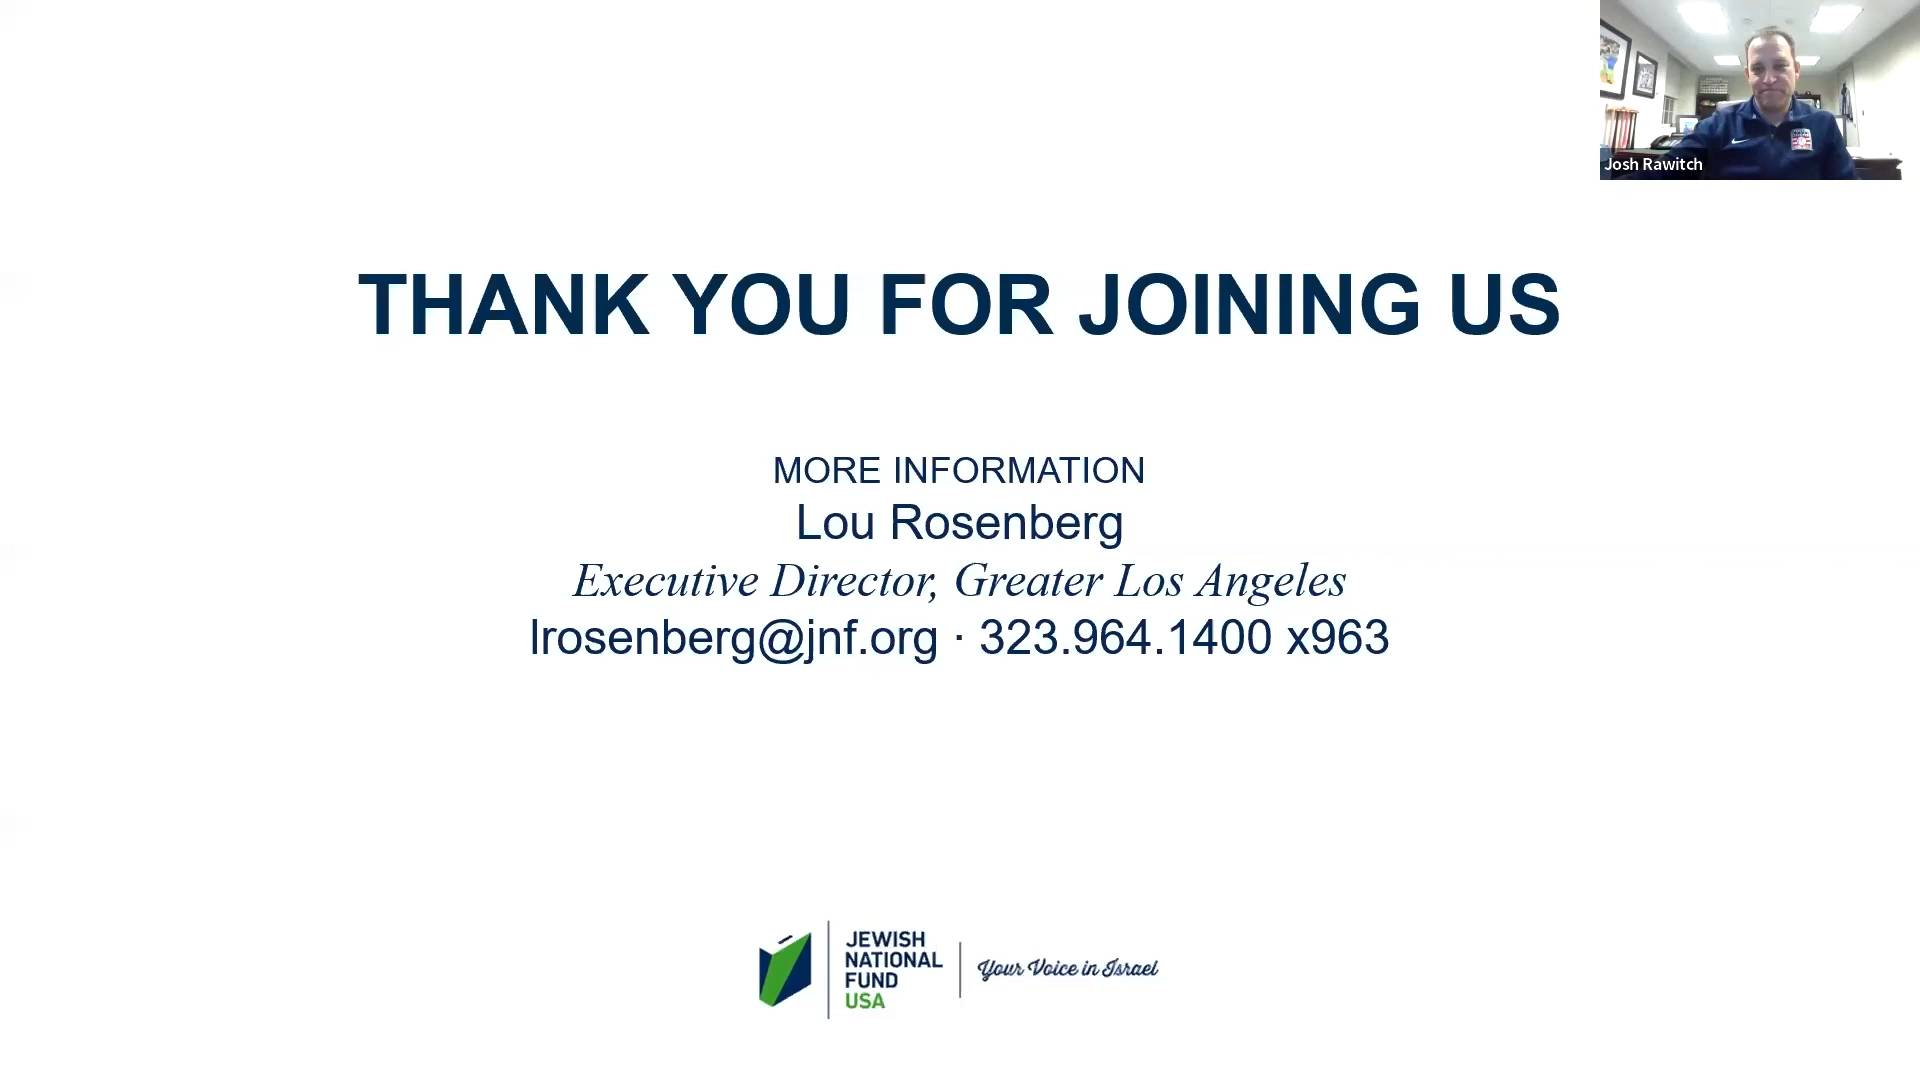 Josh Rawitch
THANK YOU FOR JOINING US
MORE INFORMATION
Lou Rosenberg
Executive Director, Greater Los Angeles
lrosenberg@jnf.org · 323.964.1400 x963
JEWISH
NATIONAL
FUND
USA
Your Voice in Israel